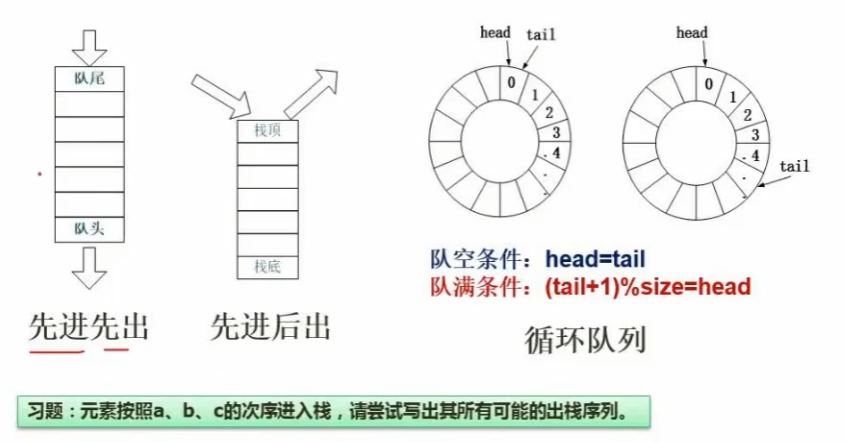 队尾
队头
先进先出
栈顶
栈底
先进后出
head tail
0
1
2
3
4
head
0
1
2
3
4
tail
队空条件：head=tail
队满条件：(tail+1)%size=head
循环队列
习题：元素按照a、b、c的次序进入栈，请尝试写出其所有可能的出栈序列。